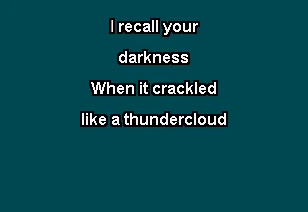 I recall your
darkness
When it crackled
like a thundercloud